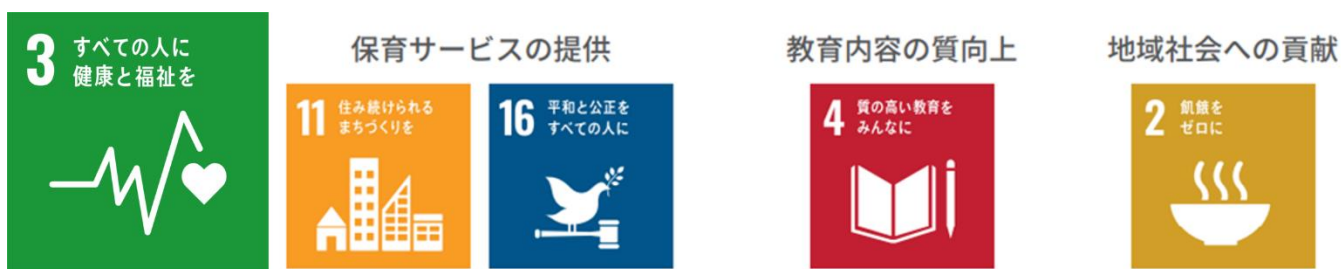 3
すべての人に
健康と福祉を
保育サービスの提供
11
住み続けられる
まちづくりを
16
平和と公正を
すべての人に
教育内容の質向上
4
質の高い教育を
みんなに
地域社会への貢献
2
飢餓を
ゼロに